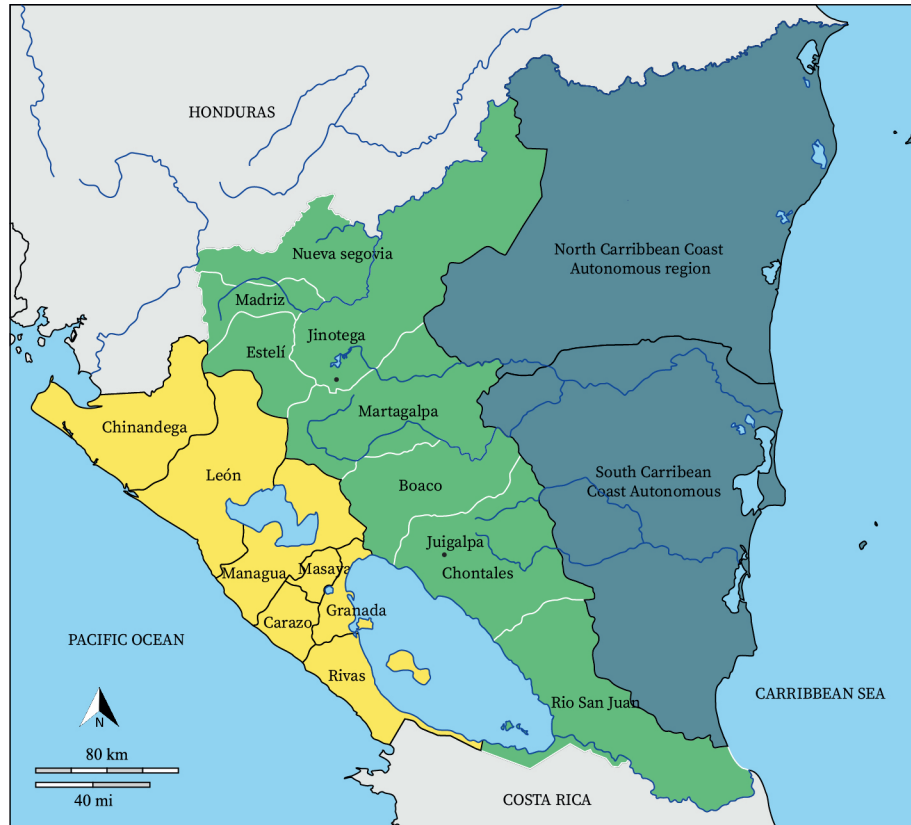 HONDURAS
Nueva segovia
North Carribbean Coast
Autonomous region
Madriz
Jinotega
Estelí
Martagalpa
Chinandega
León
South Carribean
Coast Autonomous
Boaco
Juigalpa
Chontales
Managua
Masaya
Granada
Carazo
PACIFIC OCEAN
Rivas
CARRIBBEAN SEA
Rio San Juan
N
80 km
40 mi
COSTA RICA